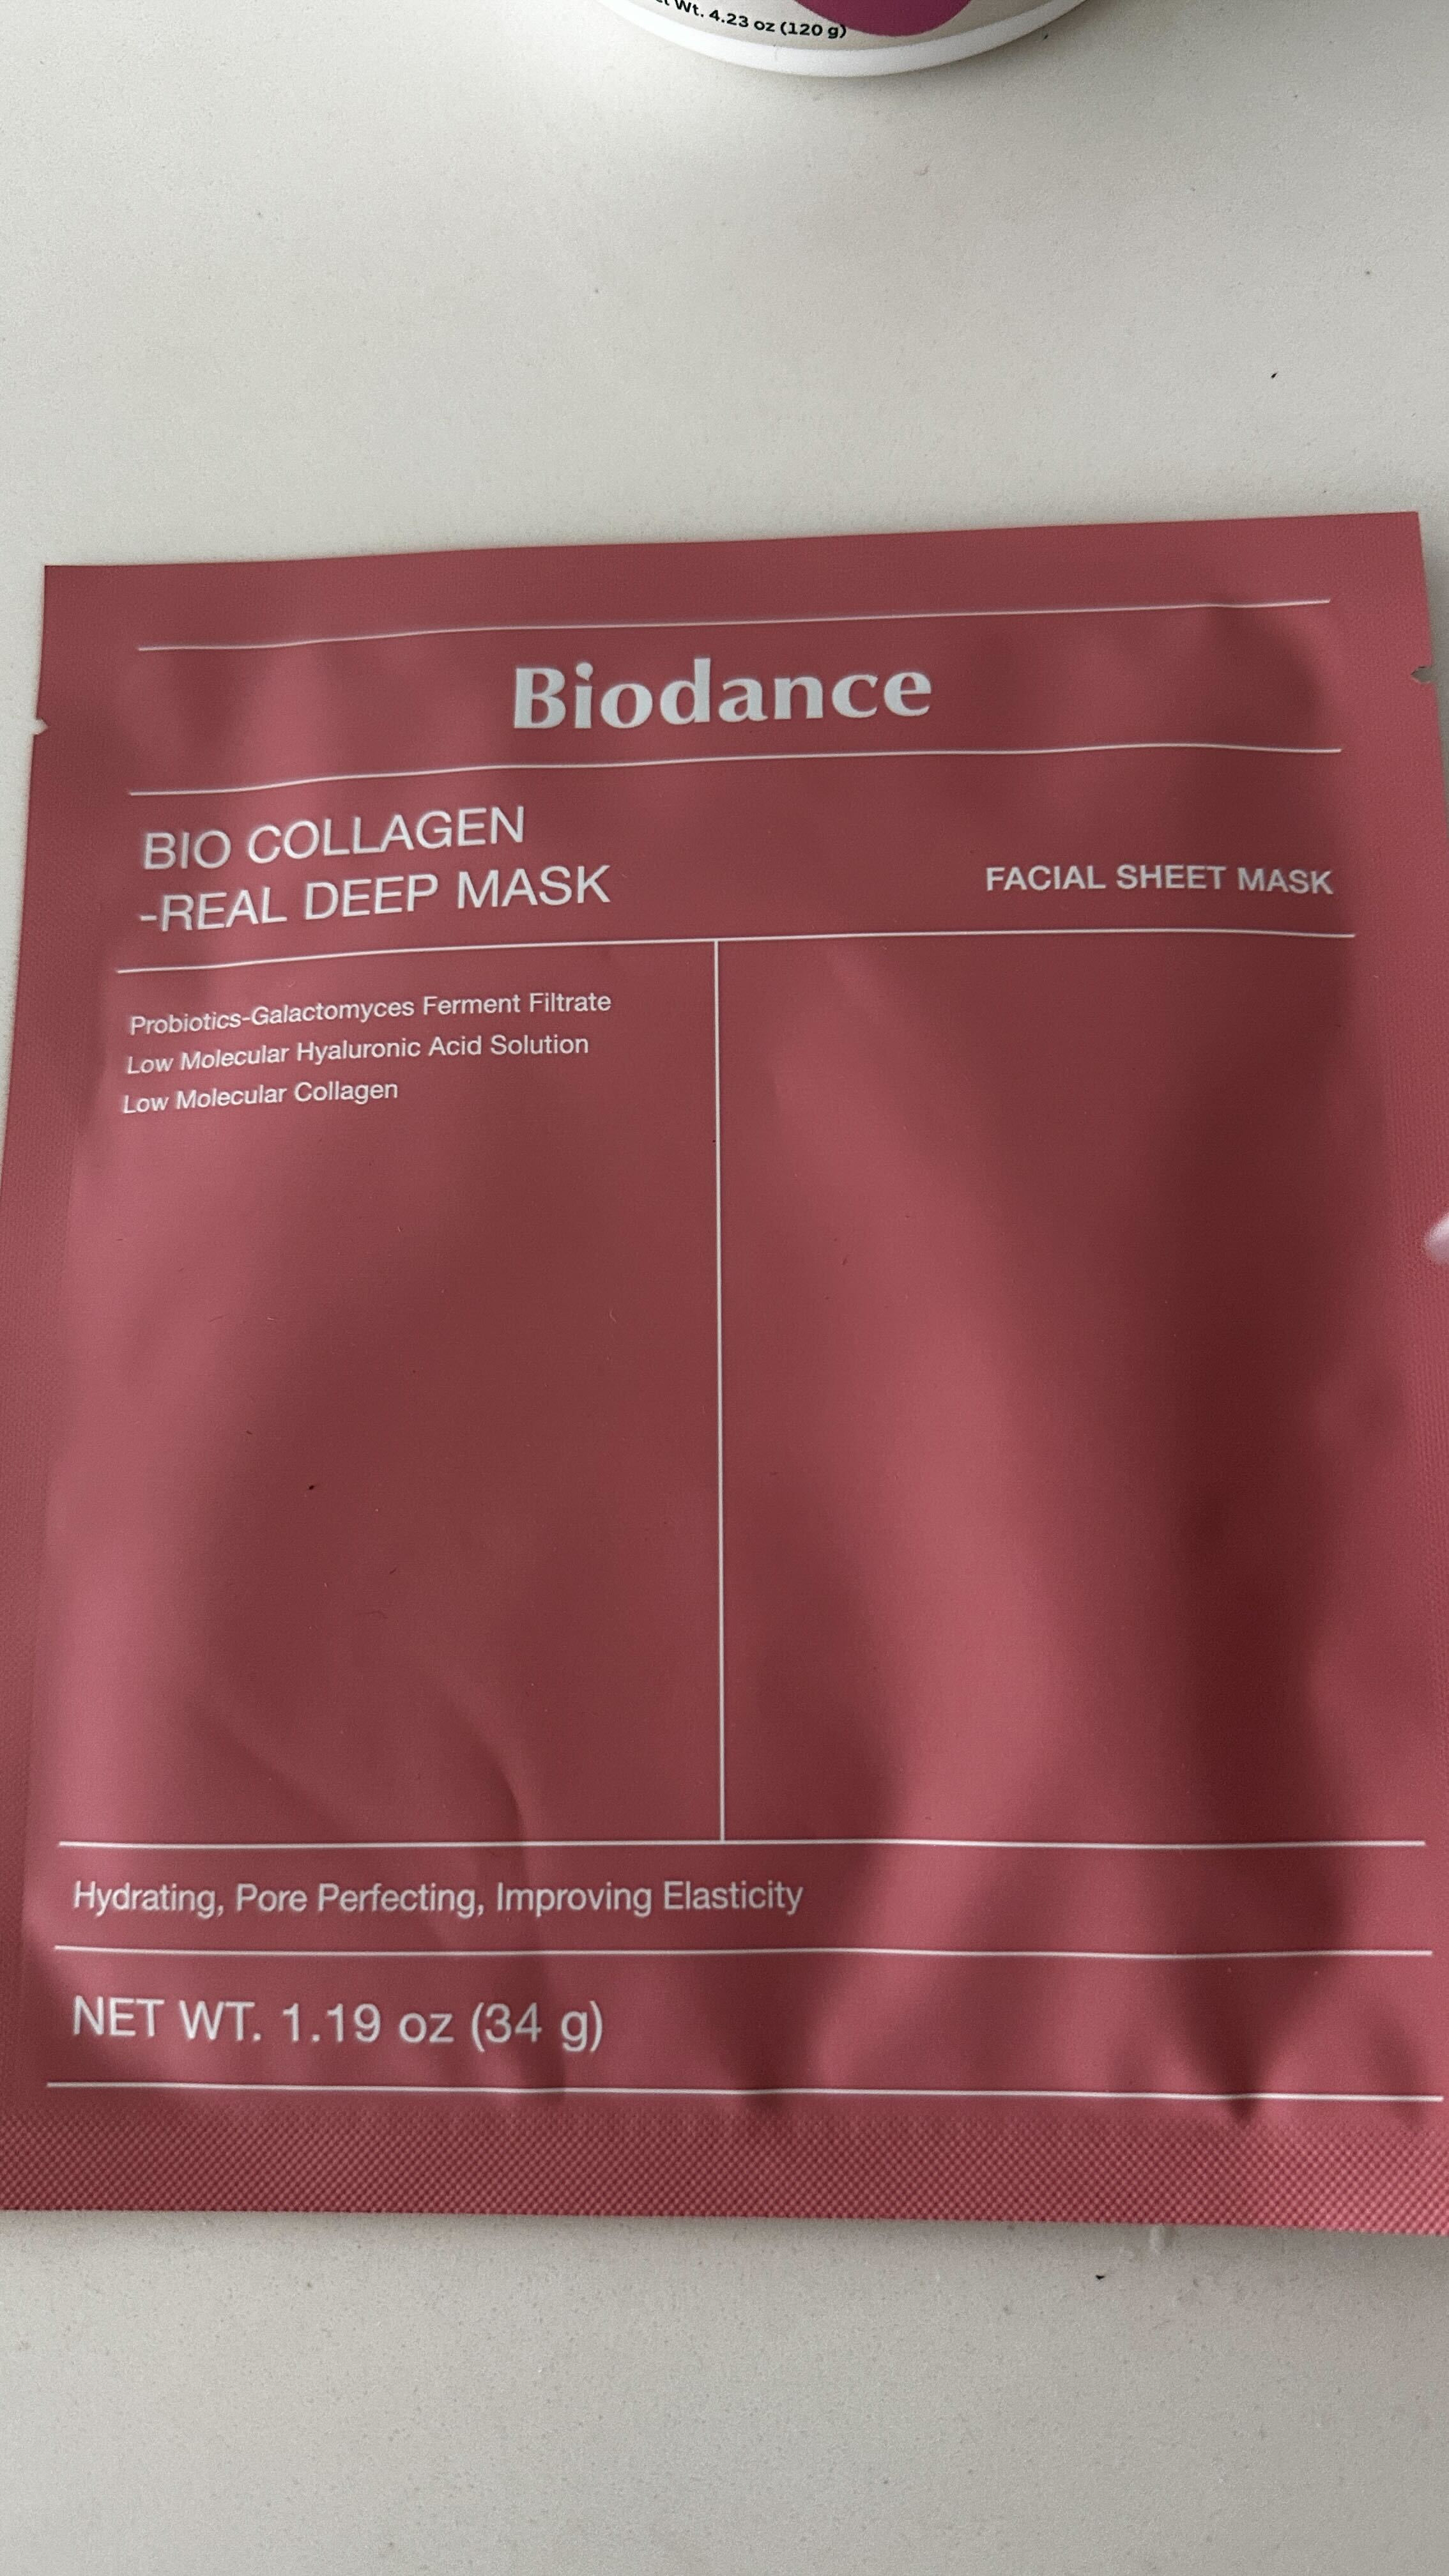 Wt. 4.23 oz (120 g)
Biodance
BIO COLLAGEN
-REAL DEEP MASK
FACIAL SHEET MASK
Probiotics-Galactomyces Ferment Filtrate
Low Molecular Hyaluronic Acid Solution
Low Molecular Collagen
Hydrating, Pore Perfecting, Improving Elasticity
NET WT. 1.19 oz (34 g)